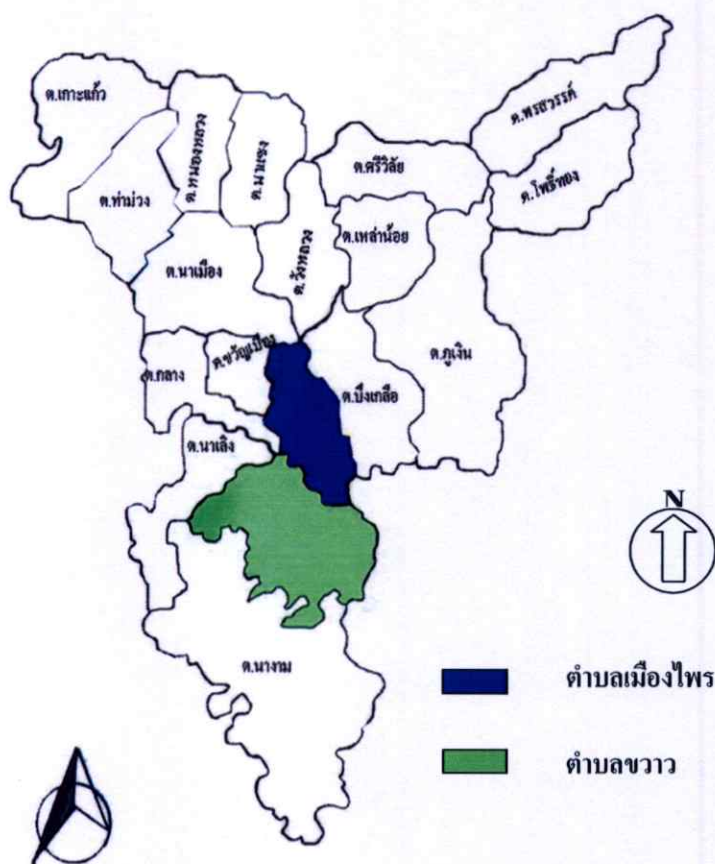 ต.เกาะแก้ว
ต.ท่าม่วง
ต.หนองหลวง
ต.นาแซง
ต.ศรีวิลัย
ต.พรสวรรค์
ต.โพธิ์ทอง
ต.นาเมือง
ต.วังหลวง
ต.เหล่าน้อย
ต.กลาง
ต.ขวัญเมือง
ต.บึงเกลือ
ต.ภูเงิน
ต.นาเลิง
N
ต.นางาม
ตำบลเมืองไพร
ตำบลขวาว